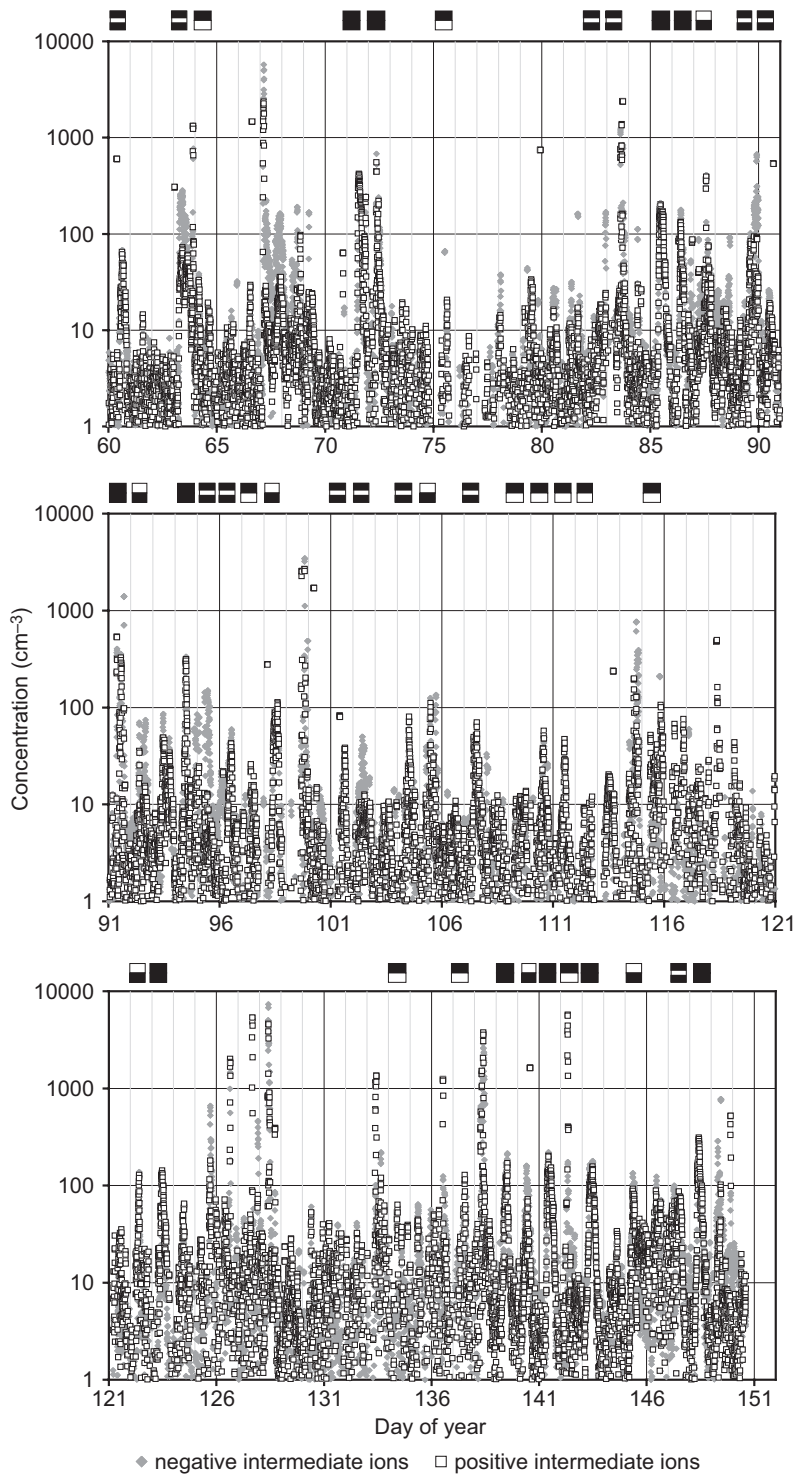 10000
1000
100
10
1
60 65 70 75 80 85 90
10000
1000
100
10
1
91 96 101 106 111 116 121
Concentration (cm–3)
10000
1000
100
10
1
121 126 131 136 141 146 151
Day of year
negative intermediate ions positive intermediate ions